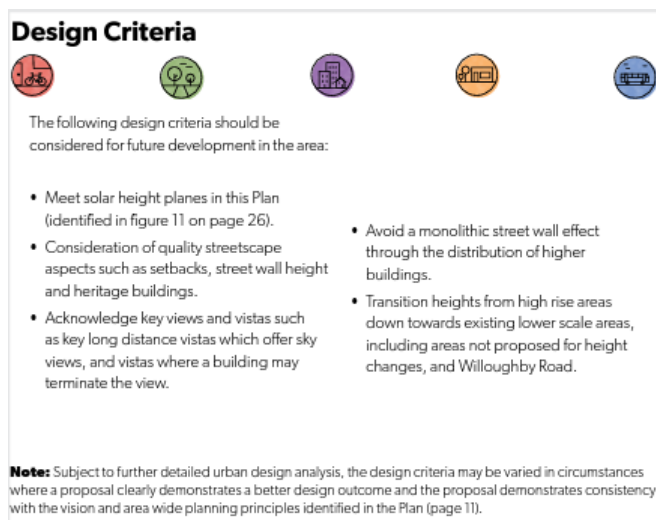 Design Criteria
The following design criteria should be
considered for future development in the area:
• Meet solar height planes in this Plan
(identified in figure 11 on page 26).
• Consideration of quality streetscape
aspects such as setbacks, street wall height
and heritage buildings.
• Acknowledge key views and vistas such
as key long distance vistas which offer sky
views, and vistas where a building may
terminate the view.
• Avoid a monolithic street wall effect
through the distribution of higher
buildings.
• Transition heights from high rise areas
down towards existing lower scale areas,
including areas not proposed for height
changes, and Willoughby Road.
Note: Subject to further detailed urban design analysis, the design criteria may be varied in circumstances
where a proposal clearly demonstrates a better design outcome and the proposal demonstrates consistency
with the vision and area wide planning principles identified in the Plan (page 11).